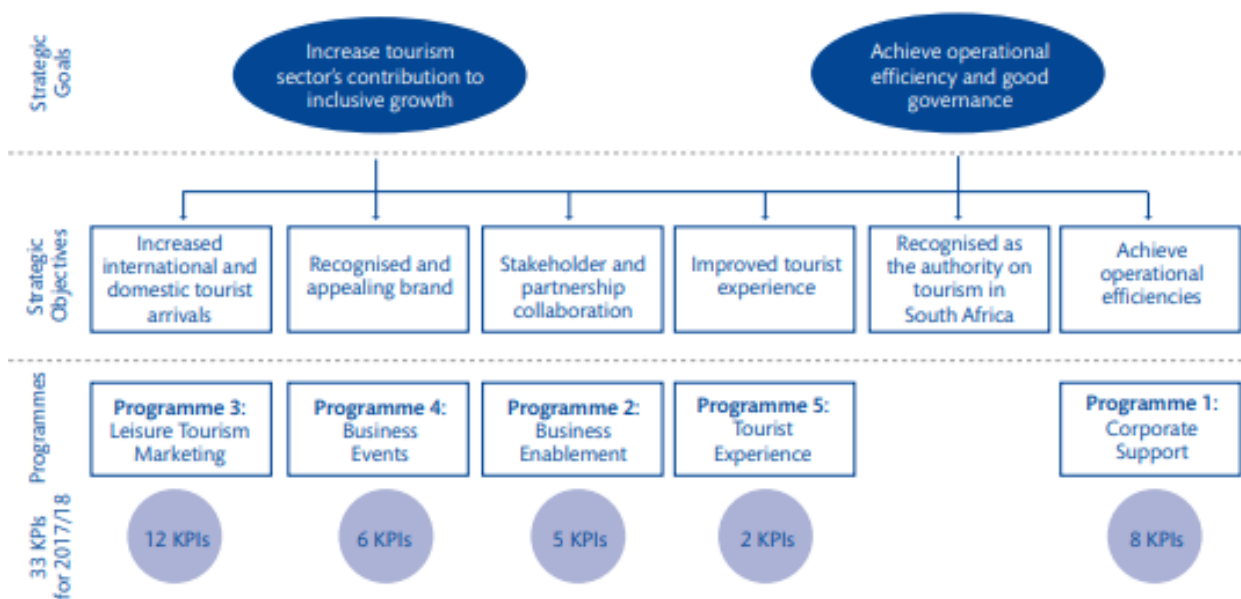 Strategic
Goals
Increase tourism
sector's contribution to
inclusive growth
Achieve operational
efficiency and good
governance
Strategic
Objectives
Increased
international and
domestic tourist
arrivals
Recognised and
appealing brand
Stakeholder and
partnership
collaboration
Improved tourist
experience
Recognised as
the authority on
tourism in
South Africa
Achieve
operational
efficiencies
Programmes
Programme 3:
Leisure Tourism
Marketing
Programme 4:
Business
Events
Programme 2:
Business
Enablement
Programme 5:
Tourist
Experience
Programme 1:
Corporate
Support
33 KPIs
for 2017/18
12 KPIs
6 KPIs
5 KPIs
2 KPIs
8 KPIs